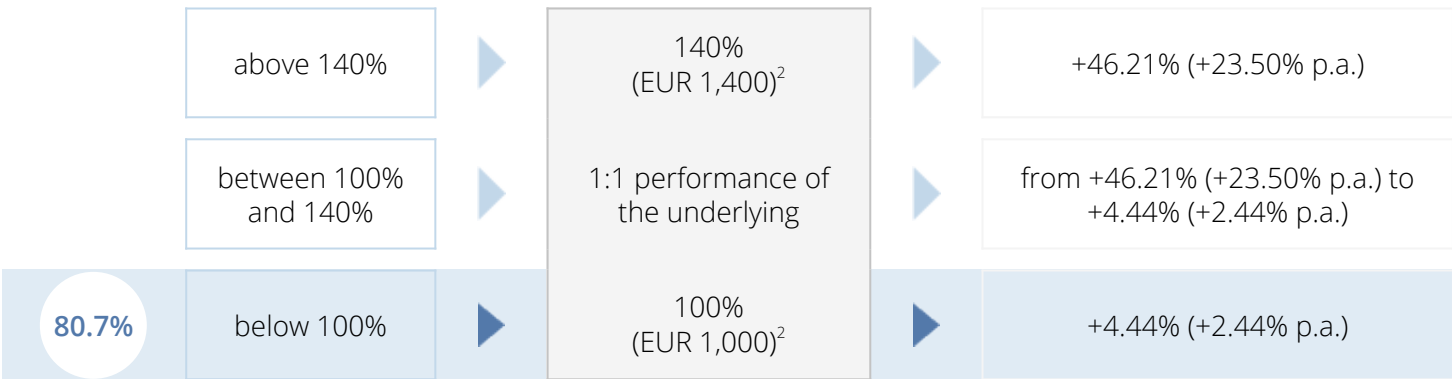 above 140%
140%
(EUR 1,400)2
+46.21% (+23.50% p.a.)
between 100%
and 140%
1:1 performance of
the underlying
from +46.21% (+23.50% p.a.) to
+4.44% (+2.44% p.a.)
80.7%
below 100%
100%
(EUR 1,000)2
+4.44% (+2.44% p.a.)